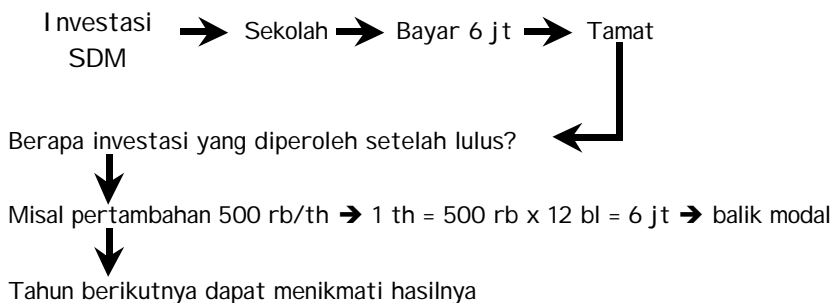 Investasi SDM ➔ Sekolah ➔ Bayar 6 jt ➔ Tamat
Berapa investasi yang diperoleh setelah lulus?
Misal pertambahan 500 rb/th ➔ 1 th = 500 rb x 12 bl = 6 jt ➔ balik modal
Tahun berikutnya dapat menikmati hasilnya